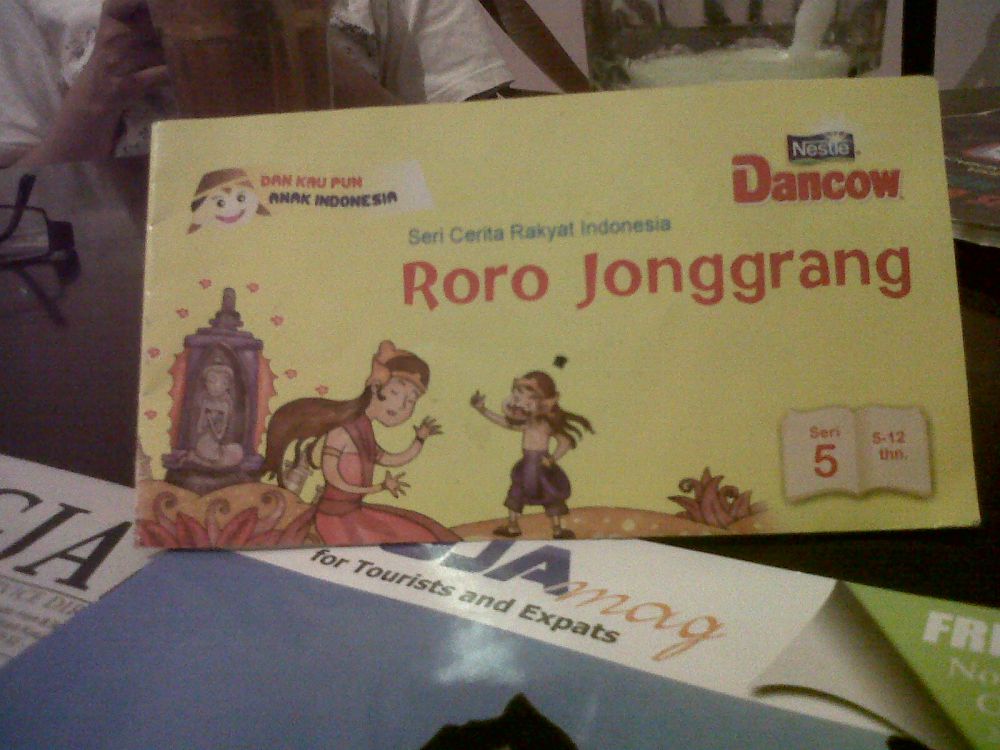 DAN KAU PUN
ANAK INDONESIA
Nestlé
Dancow
Seri Cerita Rakyat Indonesia
Roro Jonggrang
Seri
5
5-12
thn.
JA
mag
for Tourists and Expats